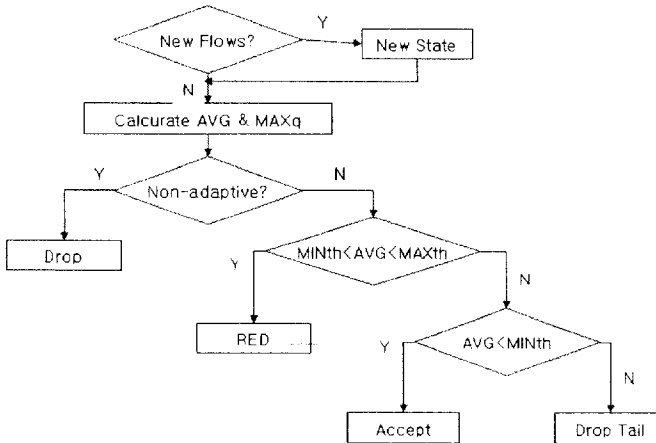 Y
New Flows?
New State
N
Calcurate AVG & MAXq
Y
N
Non-adaptive?
Drop
MINth<AVG<MAXth
Y
N
RED
Y
AVG<MINth
N
Accept
Drop Tail